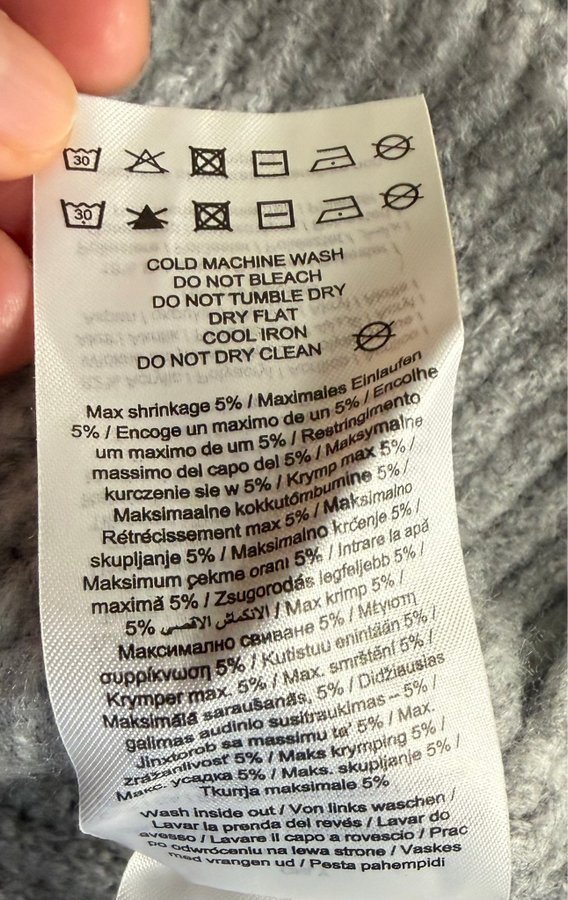 30
30
COLD MACHINE WASH
DO NOT BLEACH
DO NOT TUMBLE DRY
DRY FLAT
COOL IRON
DO NOT DRY CLEAN
Max shrinkage 5% / Maximales Einlaufen
5% / Encoge un maximo de un 5% / Encolhe
um maximo de um 5% / Restringimento
massimo del capo del 5% / Maksymalne
kurczenie sie w 5% / Krymp max 5% /
Maksimaalne kokkutõmbumine 5% /
Rétrécissement max 5% / Maksimalno
skupljanje 5% / Maksimalno krčenje 5% /
Maksimum çekme oranı 5% / Intrare la apă
maximă 5% / Zsugorodás legfeljebb 5% /
5% الانكماش الاقصى / Max krimp 5% /
Максимално свиване 5% / Μέγιστη
συρρίκνωση 5% / Kutistuu enintään 5% /
Krymper max. 5% / Max. smrštění 5% /
Maksimālā saraušanās, 5% / Didžiausias
galimas audinio susitraukimas – 5% /
Jinxtorob sa massimu ta' 5% / Max.
zrážanlivosť 5% / Maks krymping 5% /
Макс. усадка 5% / Maks. skupljanje 5% /
Tkurrja maksimale 5%
Wash inside out / Von links waschen /
Lavar la prenda del revés / Lavar do
avesso / Lavare il capo a rovescio / Prac
po odwróceniu na lewa strone / Vaskes
med vrangen ud / Pesta pahempidi